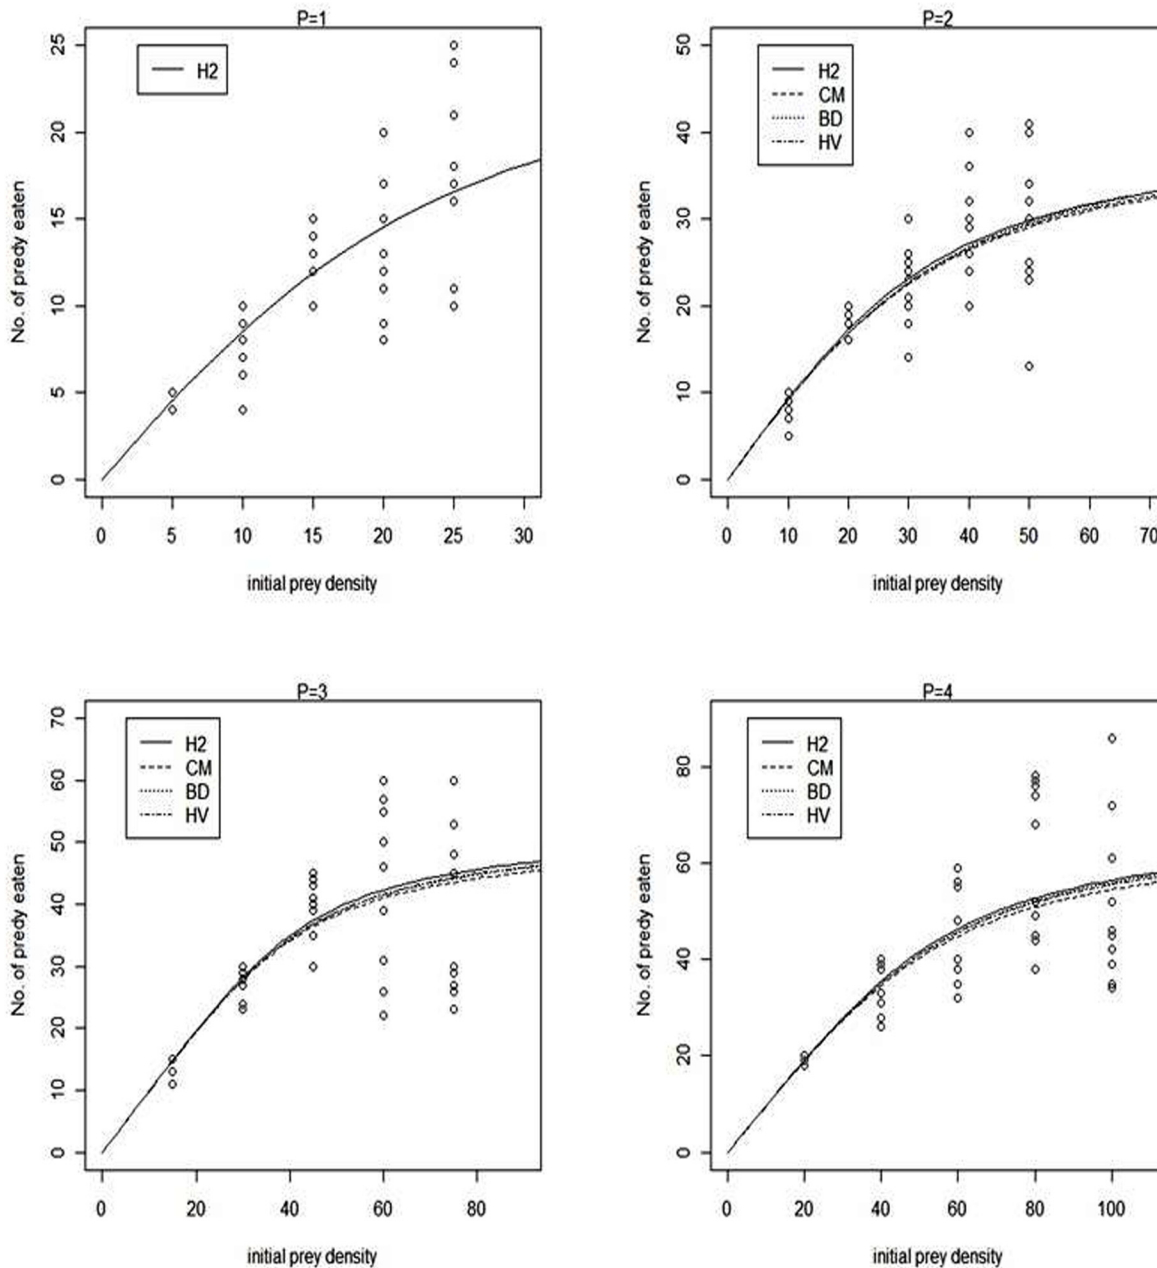 P=1
H2
No. of predy eaten
0 5 10 15 20 25
0 5 10 15 20 25 30
initial prey density
P=2
H2
CM
BD
HV
No. of predy eaten
0 10 20 30 40 50
0 10 20 30 40 50 60 70
initial prey density
P=3
H2
CM
BD
HV
No. of predy eaten
0 10 20 30 40 50 60 70
0 20 40 60 80
initial prey density
P=4
H2
CM
BD
HV
No. of predy eaten
0 20 40 60 80
0 20 40 60 80 100
initial prey density